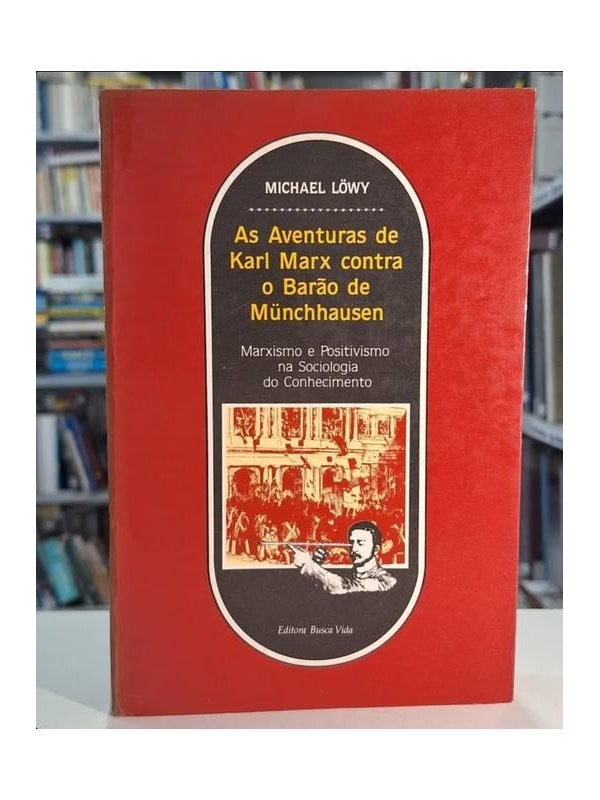 MICHAEL LÖWY
As Aventuras de
Karl Marx contra
o Barão de
Münchhausen
Marxismo e Positivismo
na Sociologia
do Conhecimento
Editora Busca Vida